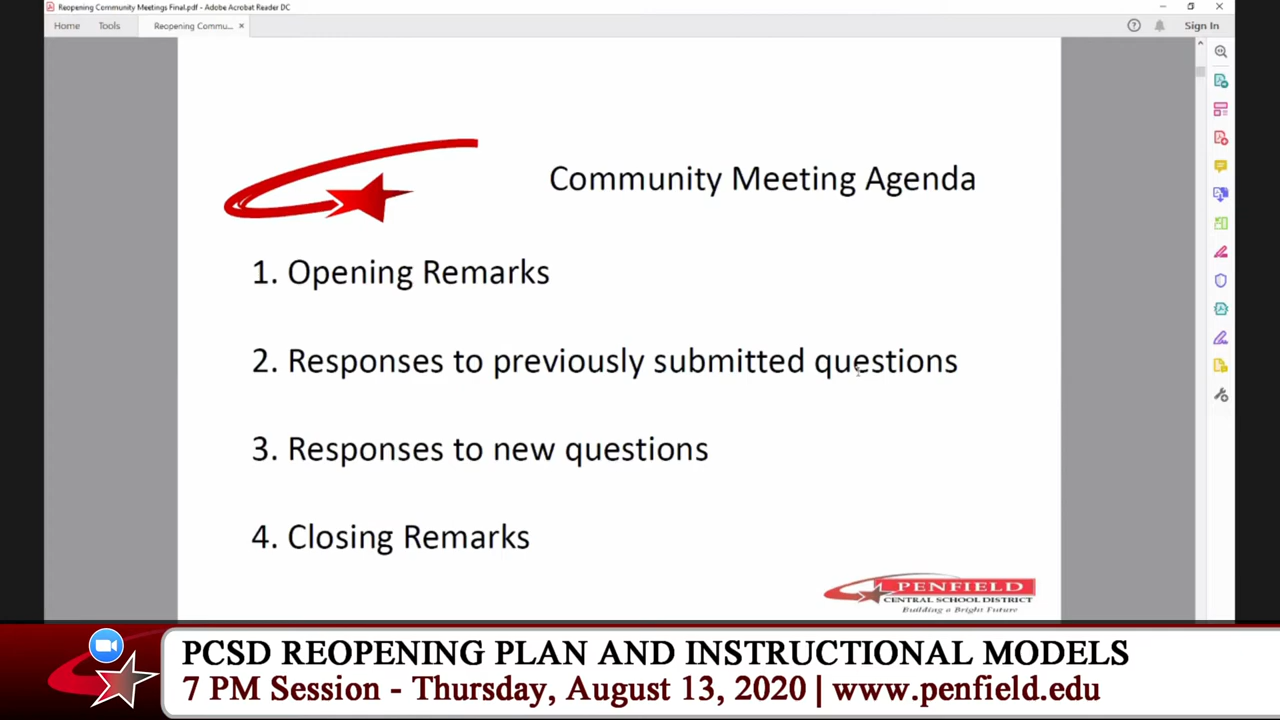 Reopening Community Meetings Final.pdf - Adobe Acrobat Reader DC
Home Tools Reopening Commu... × Sign In
Community Meeting Agenda
1. Opening Remarks
2. Responses to previously submitted questions
3. Responses to new questions
4. Closing Remarks
PENFIELD
CENTRAL SCHOOL DISTRICT
Building a Bright Future
PCSD REOPENING PLAN AND INSTRUCTIONAL MODELS
7 PM Session - Thursday, August 13, 2020 | www.penfield.edu